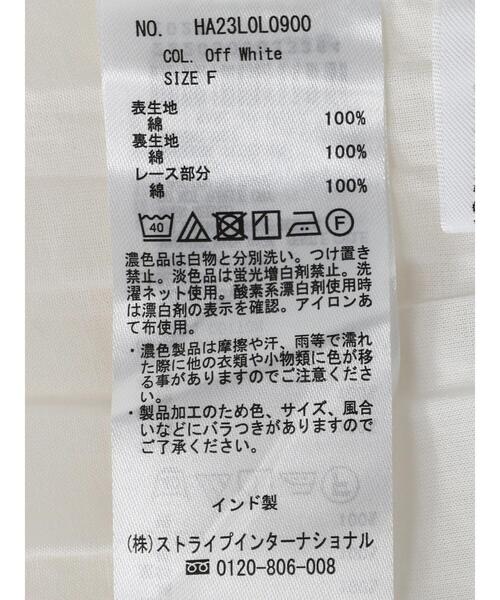 NO. HA23L0L0900
COL. Off White
SIZE F
表生地
綿 100%
裏生地
綿 100%
レース部分
綿 100%
40 F
濃色品は白物と分別洗い。つけ置き
禁止。淡色品は蛍光増白剤禁止。洗
濯ネット使用。酸素系漂白剤使用時
は漂白剤の表示を確認。アイロンあ
て布使用。
・濃色製品は摩擦や汗、雨等で濡れ
た際に他の衣類や小物類に色が移
る事がありますのでご注意くださ
い。
・製品加工のため色、サイズ、風合
いなどにバラつきがありますので
ご了承ください。
インド製
(株)ストライプインターナショナル
0120-806-008